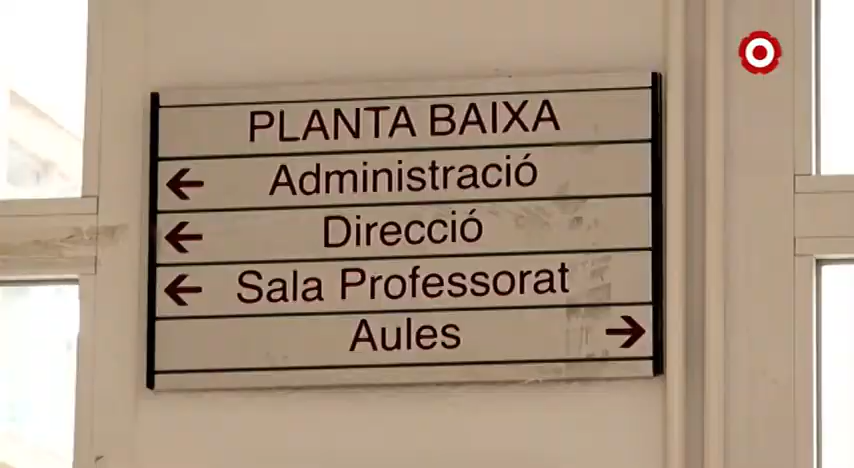 PLANTA BAIXA
Administració
Direcció
Sala Professorat
Aules